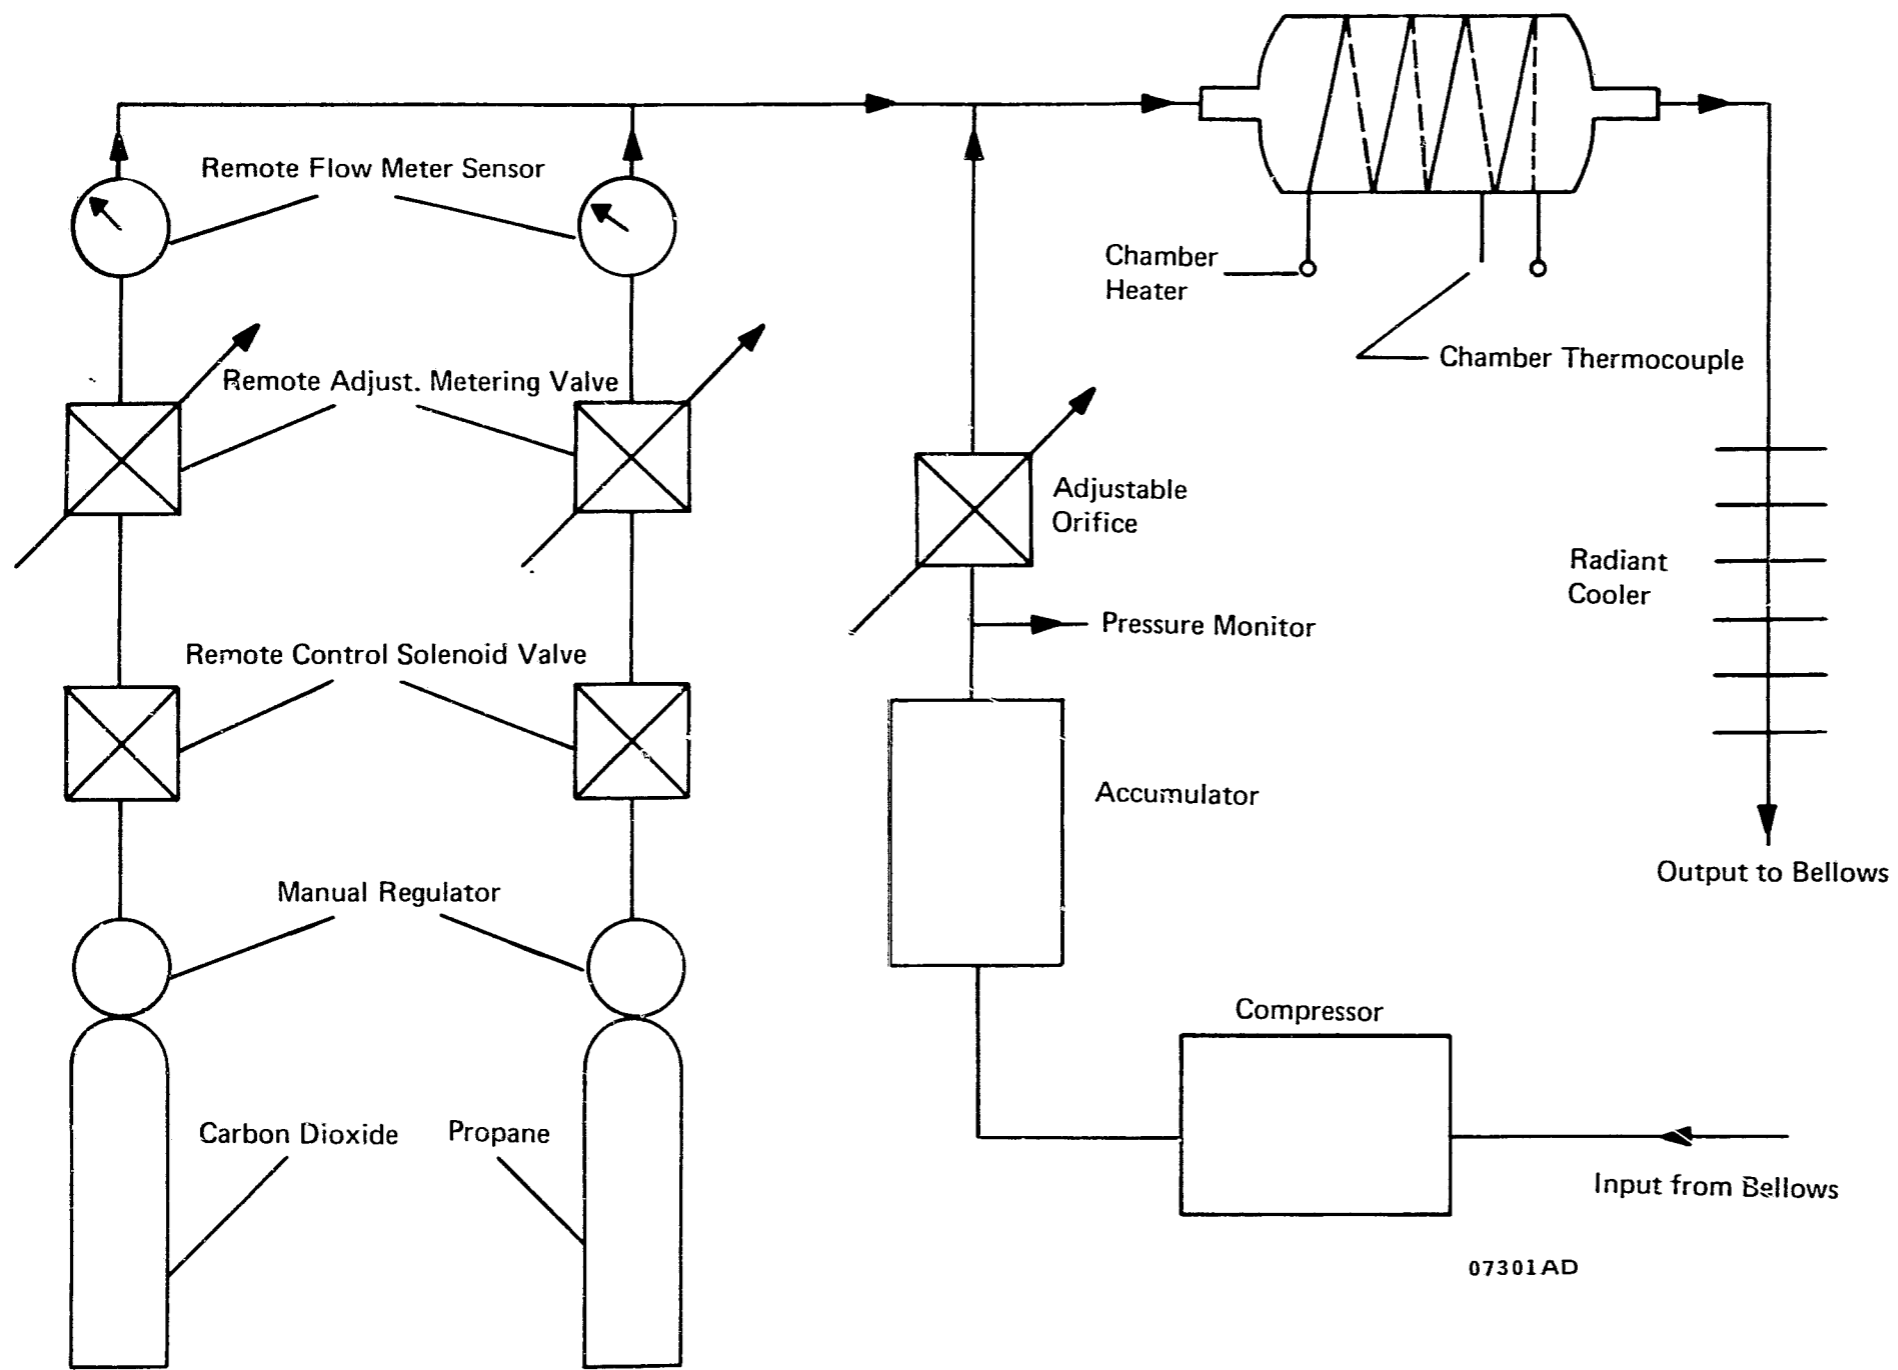 Remote Flow Meter Sensor
Chamber
Heater
Chamber Thermocouple
Remote Adjust. Metering Valve
Adjustable
Orifice
Radiant
Cooler
Pressure Monitor
Remote Control Solenoid Valve
Accumulator
Output to Bellows
Manual Regulator
Compressor
Carbon Dioxide
Propane
Input from Bellows
07301AD